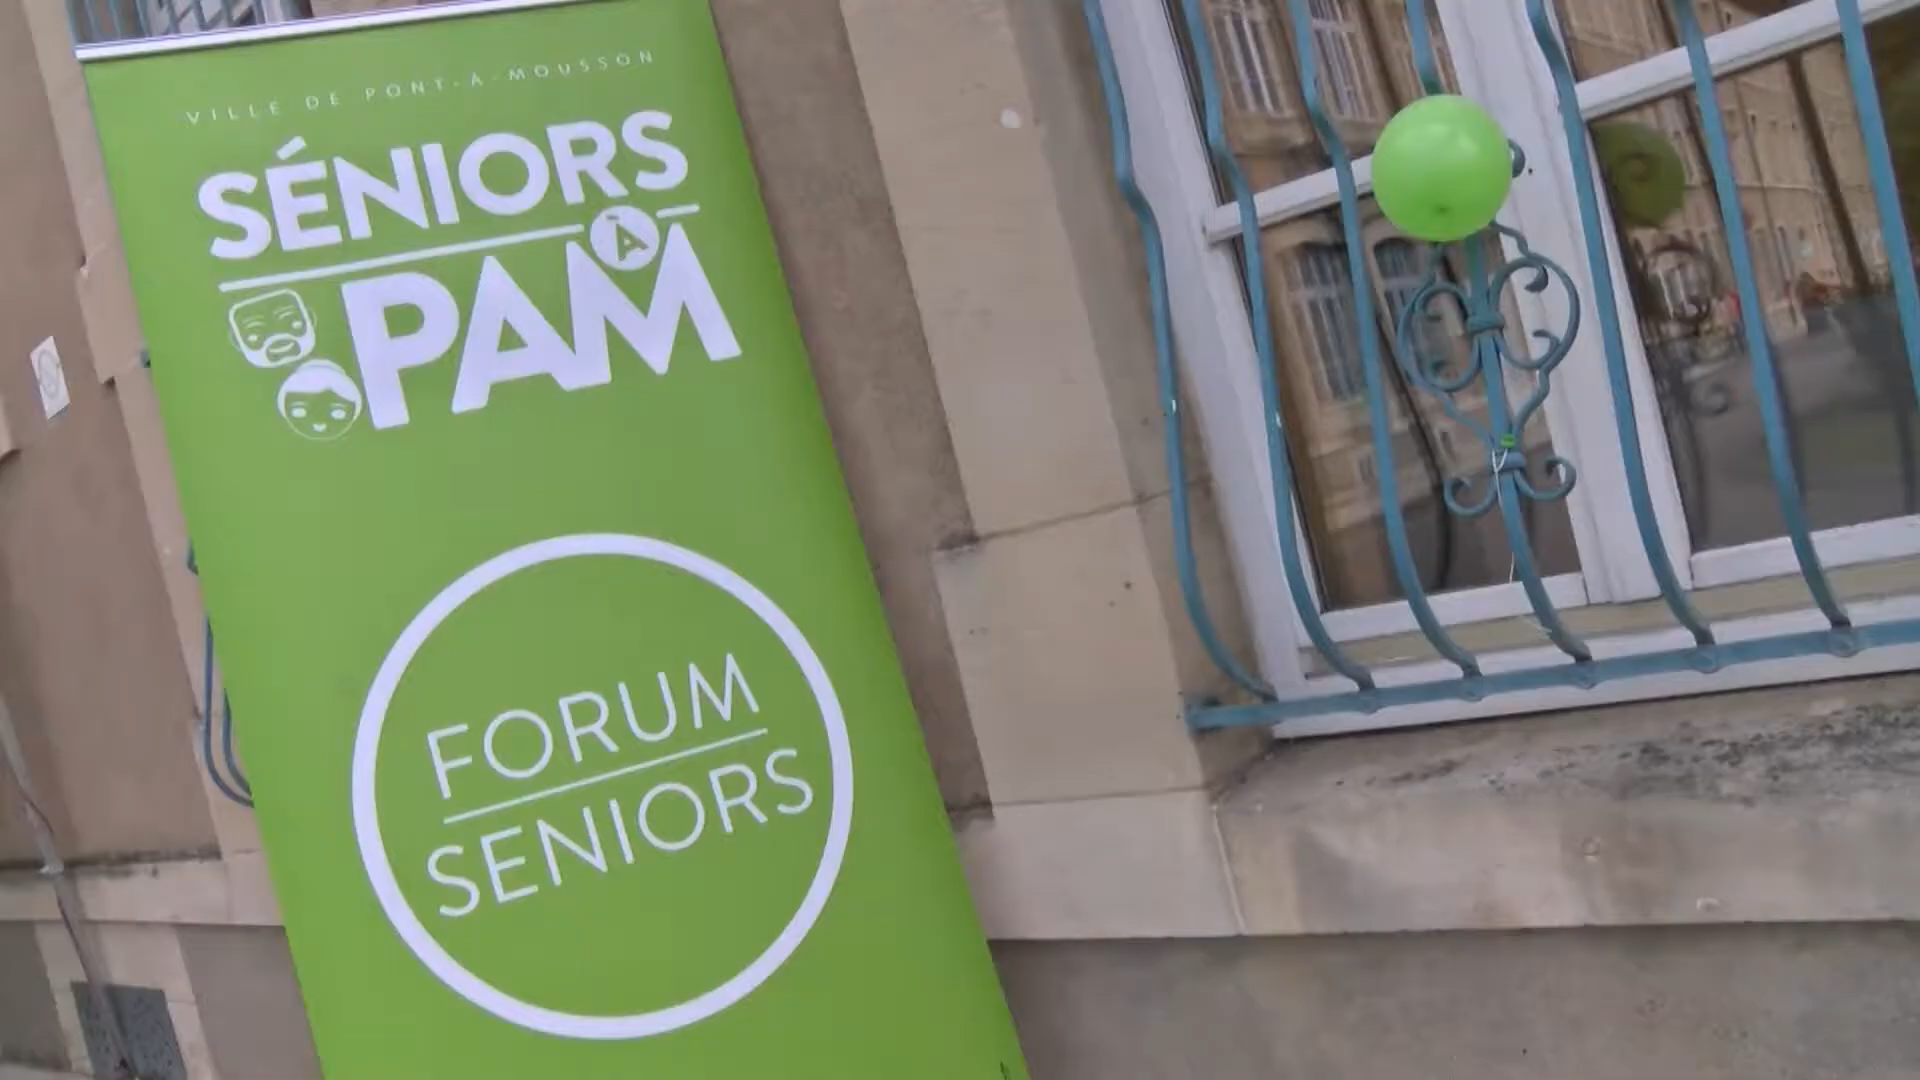 VILLE DE PONT-À-MOUSSON
SÉNIORS
À
PAM
FORUM
SENIORS